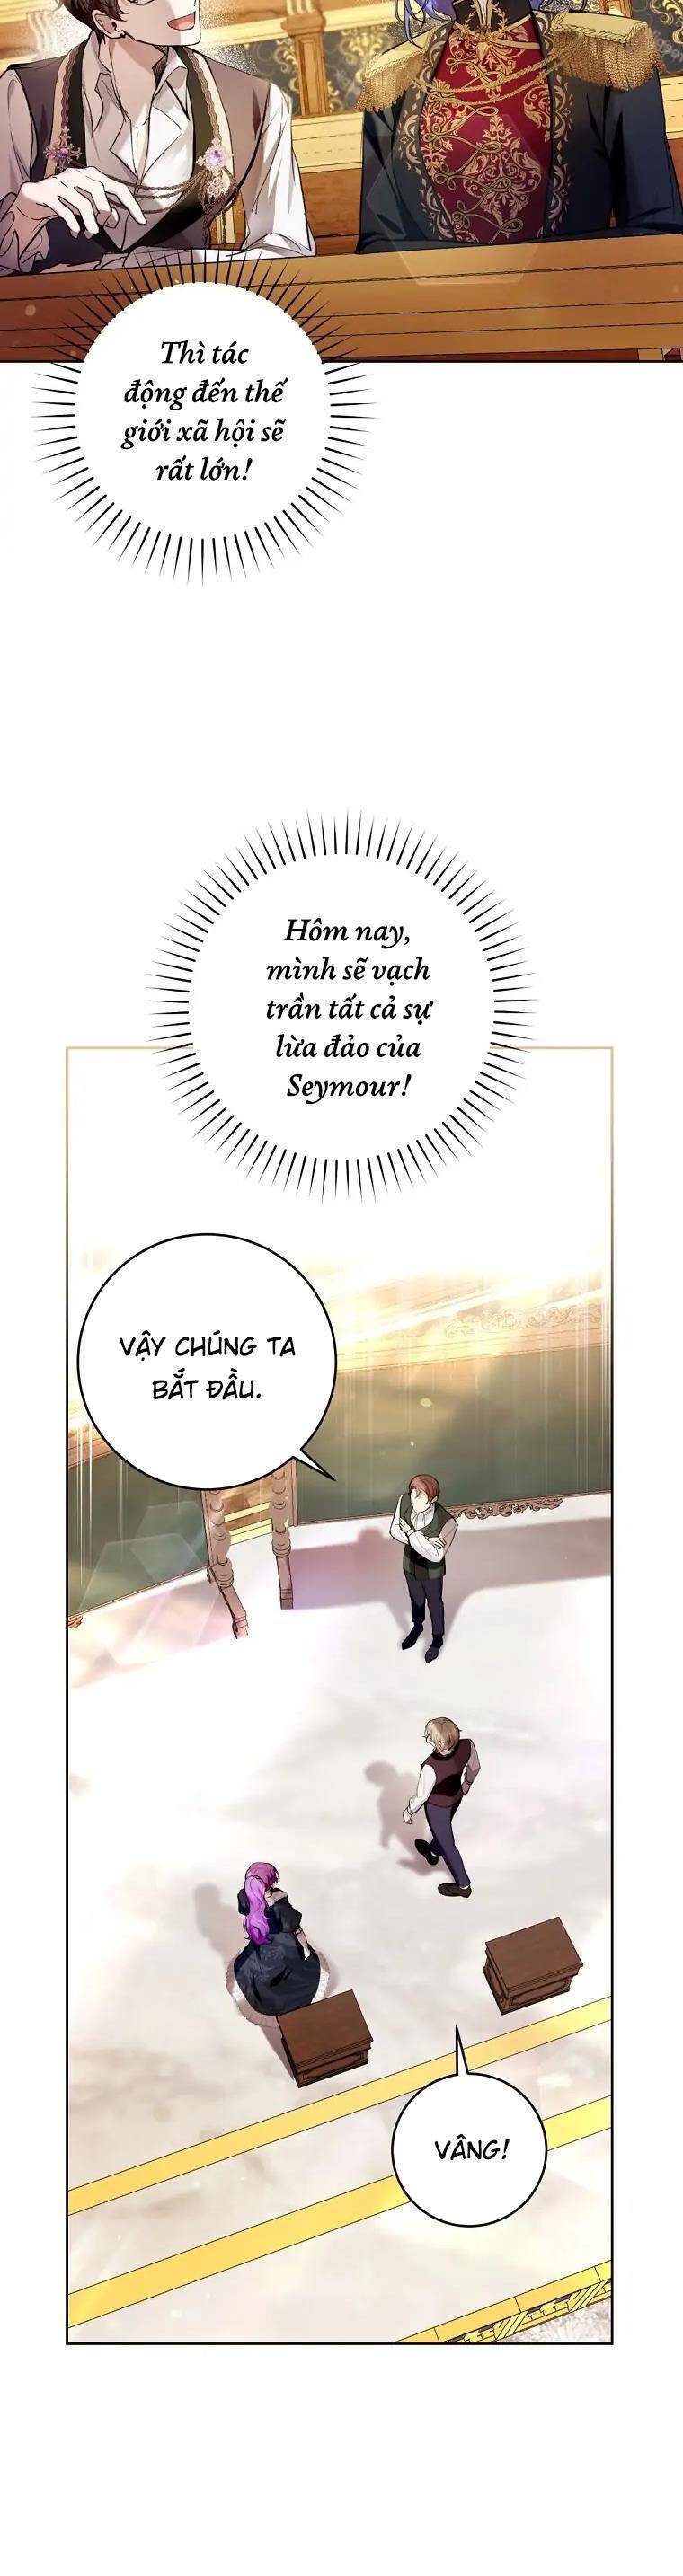 Thì tác
động đến thế
giới xã hội sẽ
rất lớn!
Hôm nay,
mình sẽ vạch
trần tất cả sự
lừa đảo của
Seymour!
VẬY CHÚNG TA
BẮT ĐẦU.
VÂNG!